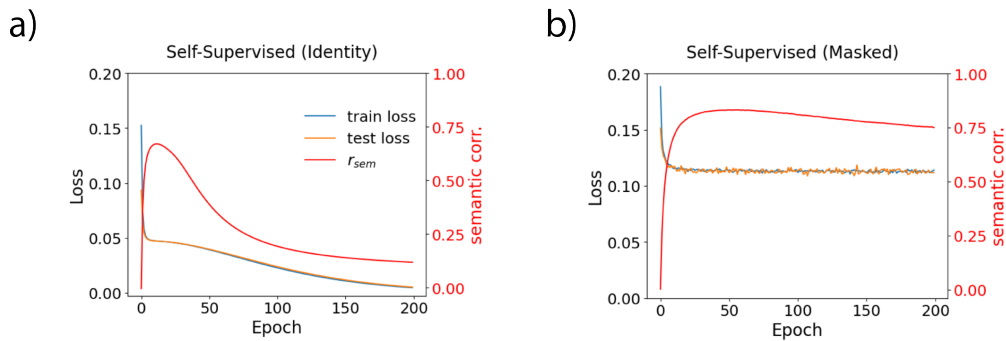 a)
Self-Supervised (Identity)
0.20
0.15
0.10
0.05
0.00
Loss
1.00
0.75
0.50
0.25
0.00
semantic corr.
train loss
test loss
r_sem
0 50 100 150 200
Epoch
b)
Self-Supervised (Masked)
0.20
0.15
0.10
0.05
0.00
Loss
1.00
0.75
0.50
0.25
0.00
semantic corr.
0 50 100 150 200
Epoch